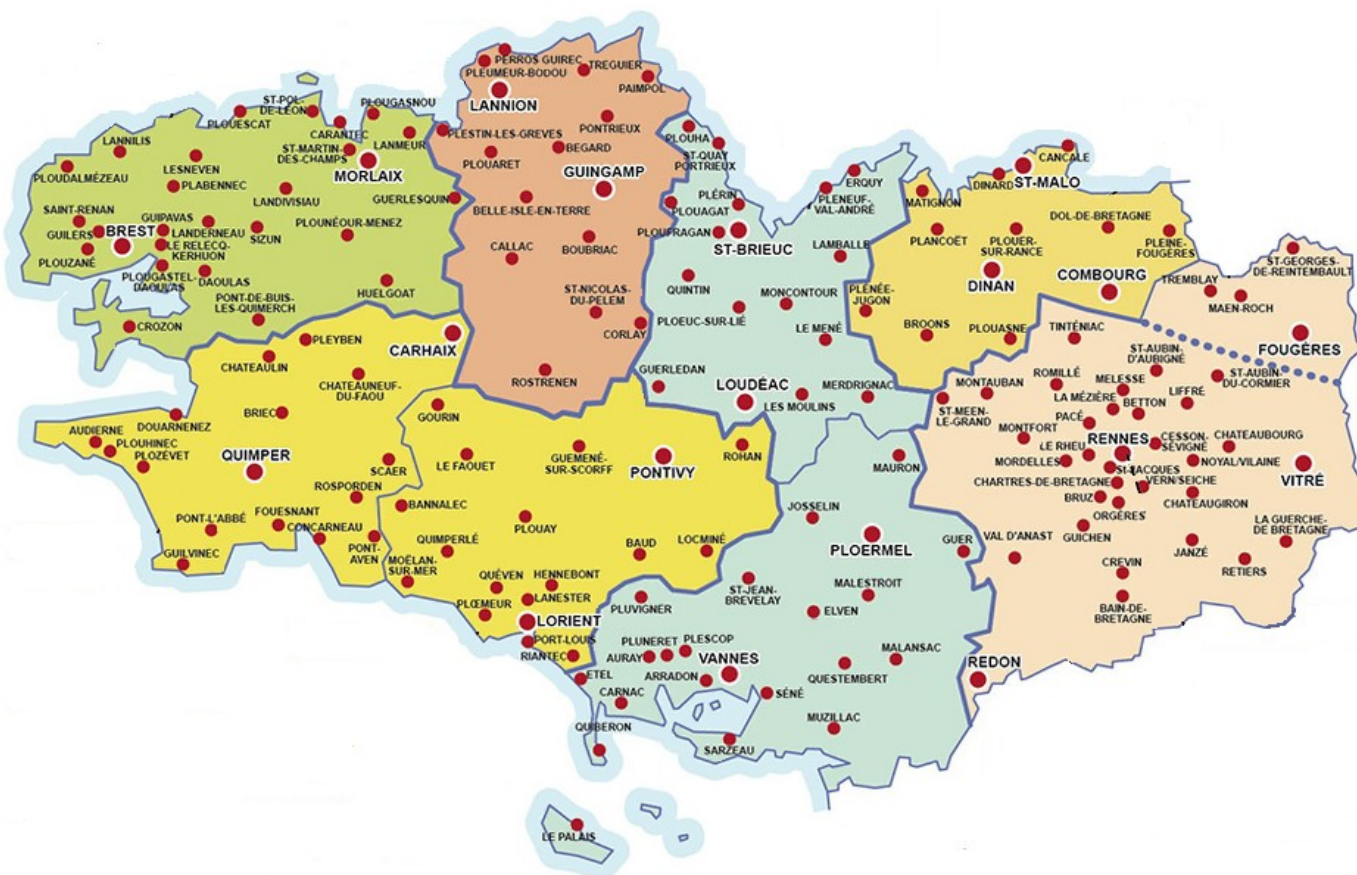 PERROS GUIREC
PLEUMEUR-BODOU
TREGUIER
PAIMPOL
LANNION
ST-POL-
DE-LÉON
PLOUGASNOU
PLOUESCAT
CARANTEC
LANMEUR
ST-MARTIN-
DES-CHAMPS
MORLAIX
LANNILIS
LESNEVEN
PLOUDALMÉZEAU
PLABENNEC
LANDIVISIAU
GUERLESQUIN
SAINT-RENAN
GUIPAVAS
GUILERS
BREST
LANDERNEAU
LE RELECQ-
KERHUON
SIZUN
PLOUNÉOUR-MENEZ
PLOUZANÉ
PLOUGASTEL-
DAOULAS
DAOULAS
PONT-DE-BUIS-
LES-QUIMERCH
HUELGOAT
CROZON
PLESTIN-LES-GREVES
PONTRIEUX
PLOUARET
BEGARD
GUINGAMP
BELLE-ISLE-EN-TERRE
CALLAC
BOUBRIAC
ST-NICOLAS-
DU-PELEM
CORLAY
ROSTRENEN
PLOUHA
ST-QUAY
PORTRIEUX
PLÉRIN
PLOUAGAT
PLOUFRAGAN
ST-BRIEUC
ERQUY
PLENEUF-
VAL-ANDRÉ
LAMBALLE
QUINTIN
MONCONTOUR
PLOEUC-SUR-LIÉ
LE MENÉ
GUERLEDAN
LOUDÉAC
LES MOULINS
MERDRIGNAC
CANCALE
DINARD
ST-MALO
MATIGNON
DOL-DE-BRETAGNE
PLANCOËT
PLOUER-
SUR-RANCE
PLEINE-
FOUGÈRES
DINAN
COMBOURG
PLÉNÉE-
JUGON
BROONS
PLOUASNE
ST-GEORGES-
DE-REINTEMBAULT
TREMBLAY
MAEN-ROCH
TINTÉNIAC
FOUGÈRES
ST-AUBIN-
D'AUBIGNÉ
ST-AUBIN-
DU-CORMIER
MONTAUBAN
ROMILLÉ
MELESSE
LA MÉZIÈRE
LIFFRÉ
BETTON
ST-MEEN-
LE-GRAND
PACÉ
MONTFORT
LE RHEU
RENNES
CESSON-
SÉVIGNÉ
CHATEAUBOURG
MORDELLES
ST-JACQUES
NOYAL/VILAINE
VITRÉ
CHARTRES-DE-BRETAGNE
VERN/SEICHE
BRUZ
CHATEAUGIRON
ORGÈRES
LA GUERCHE-
DE-BRETAGNE
VAL D'ANAST
GUICHEN
JANZÉ
RETIERS
CREVIN
BAIN-DE-
BRETAGNE
REDON
CARHAIX
PLEYBEN
CHATEAULIN
CHATEAUNEUF-
DU-FAOU
BRIEC
DOUARNENEZ
AUDIERNE
PLOUHINEC
PLOZÉVET
QUIMPER
SCAER
ROSPORDEN
FOUESNANT
PONT-L'ABBÉ
CONCARNEAU
PONT-
AVEN
GUILVINEC
GOURIN
LE FAOUET
GUEMENÉ-
SUR-SCORFF
PONTIVY
ROHAN
BANNALEC
PLOUAY
QUIMPERLÉ
BAUD
LOCMINÉ
MOËLAN-
SUR-MER
QUÉVEN
HENNEBONT
PLŒMEUR
LANESTER
LORIENT
PORT-LOUIS
RIANTEC
MAURON
JOSSELIN
PLOERMEL
GUER
ST-JEAN-
BREVELAY
MALESTROIT
PLUVIGNER
ELVEN
PLUNERET
PLESCOP
AURAY
VANNES
MALANSAC
ETEL
ARRADON
QUESTEMBERT
CARNAC
SÉNÉ
QUIBERON
MUZILLAC
SARZEAU
LE PALAIS